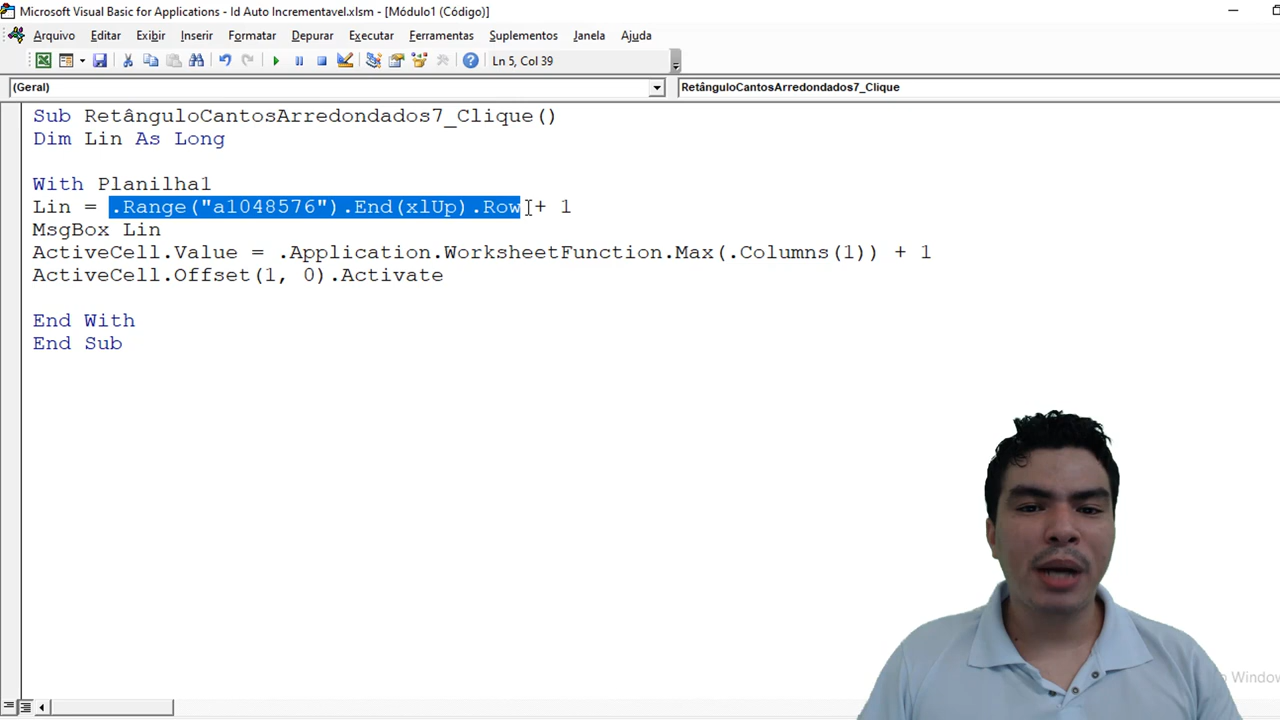 Microsoft Visual Basic for Applications - Id Auto Incrementavel.xlsm - [Módulo1 (Código)]
Arquivo Editar Exibir Inserir Formatar Depurar Executar Ferramentas Suplementos Janela Ajuda
Ln 5, Col 39
(Geral) RetânguloCantosArredondados7_Clique
Sub RetânguloCantosArredondados7_Clique()
Dim Lin As Long
With Planilha1
Lin = .Range("a1048576").End(xlUp).Row + 1
MsgBox Lin
ActiveCell.Value = .Application.WorksheetFunction.Max(.Columns(1)) + 1
ActiveCell.Offset(1, 0).Activate
End With
End Sub